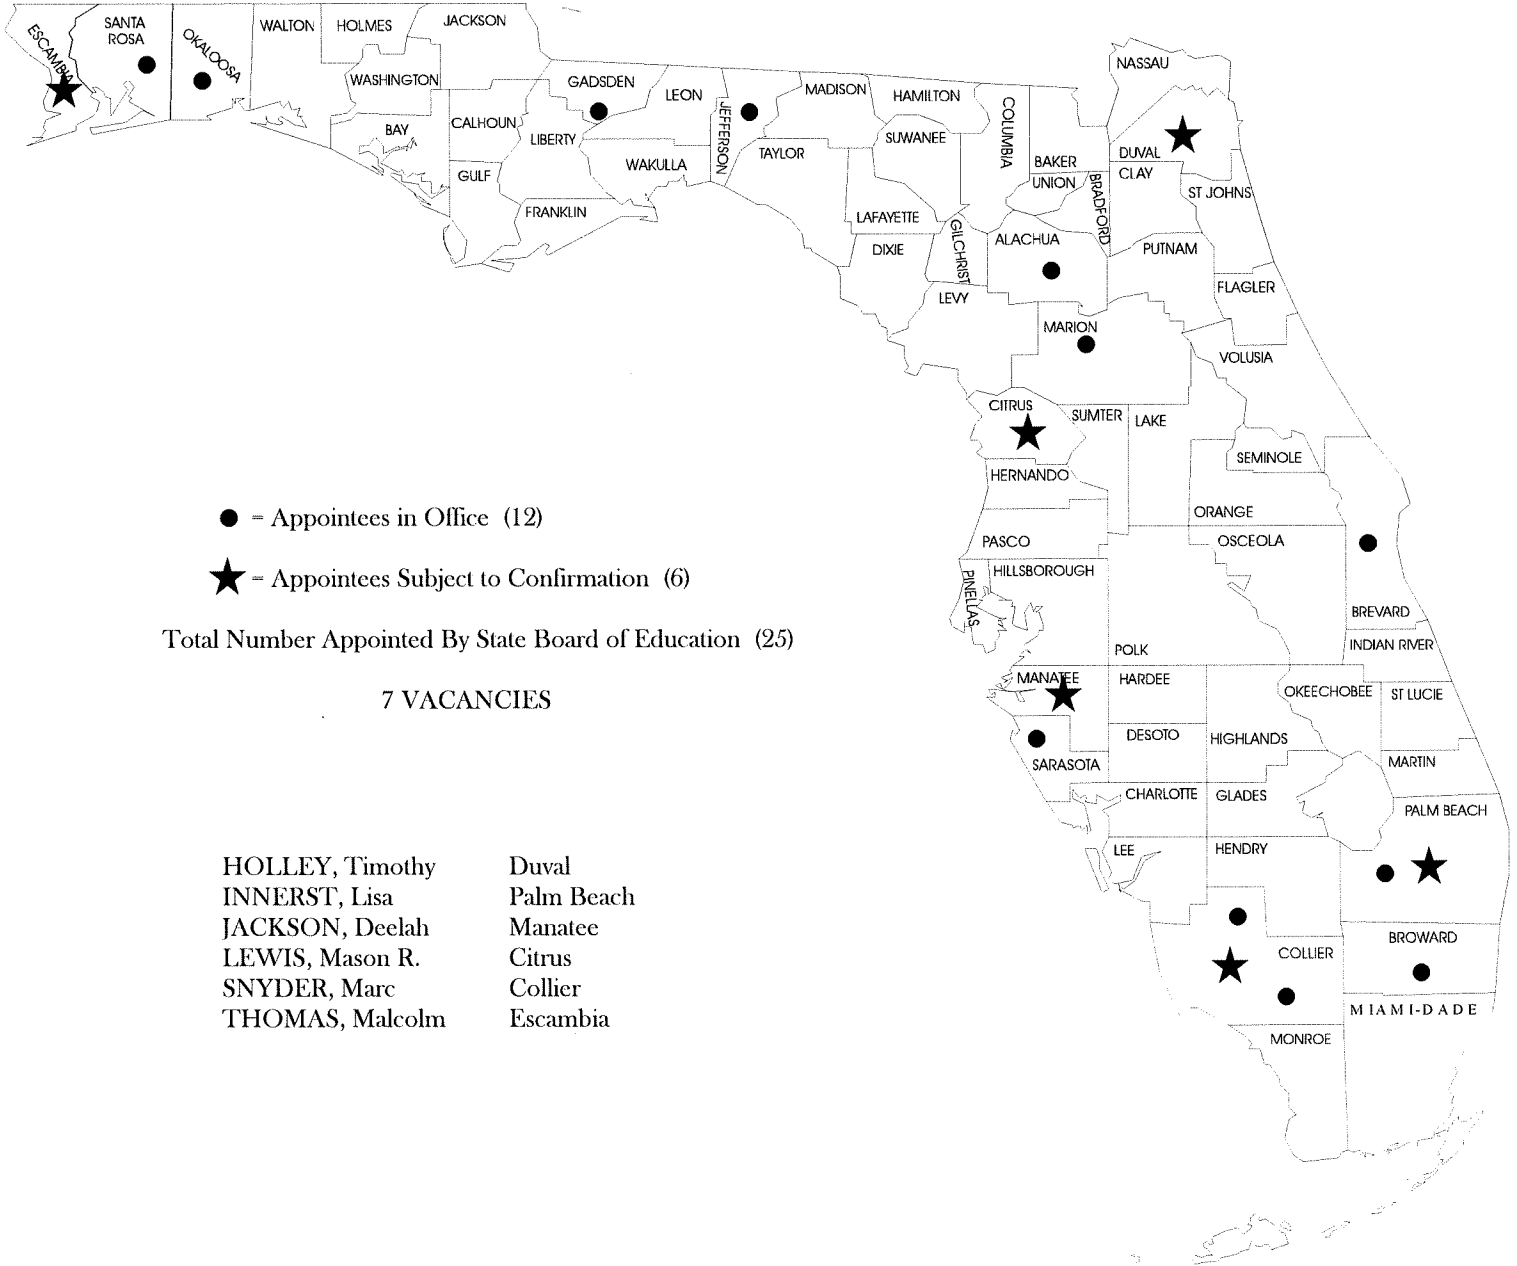 ESCAMBIA
SANTA
ROSA
OKALOOSA
WALTON
HOLMES
JACKSON
WASHINGTON
BAY
CALHOUN
GULF
GADSDEN
LIBERTY
FRANKLIN
LEON
WAKULLA
JEFFERSON
MADISON
TAYLOR
HAMILTON
SUWANEE
LAFAYETTE
DIXIE
COLUMBIA
GILCHRIST
LEVY
BAKER
UNION
BRADFORD
ALACHUA
NASSAU
DUVAL
CLAY
ST JOHNS
PUTNAM
FLAGLER
MARION
VOLUSIA
CITRUS
SUMTER
LAKE
SEMINOLE
HERNANDO
ORANGE
PASCO
OSCEOLA
HILLSBOROUGH
PINELLAS
BREVARD
POLK
INDIAN RIVER
MANATEE
HARDEE
OKEECHOBEE
ST LUCIE
DESOTO
HIGHLANDS
SARASOTA
MARTIN
CHARLOTTE
GLADES
PALM BEACH
LEE
HENDRY
BROWARD
COLLIER
MIAMI-DADE
MONROE
= Appointees in Office (12)
= Appointees Subject to Confirmation (6)
Total Number Appointed By State Board of Education (25)
7 VACANCIES
HOLLEY, Timothy Duval
INNERST, Lisa Palm Beach
JACKSON, Deelah Manatee
LEWIS, Mason R. Citrus
SNYDER, Marc Collier
THOMAS, Malcolm Escambia